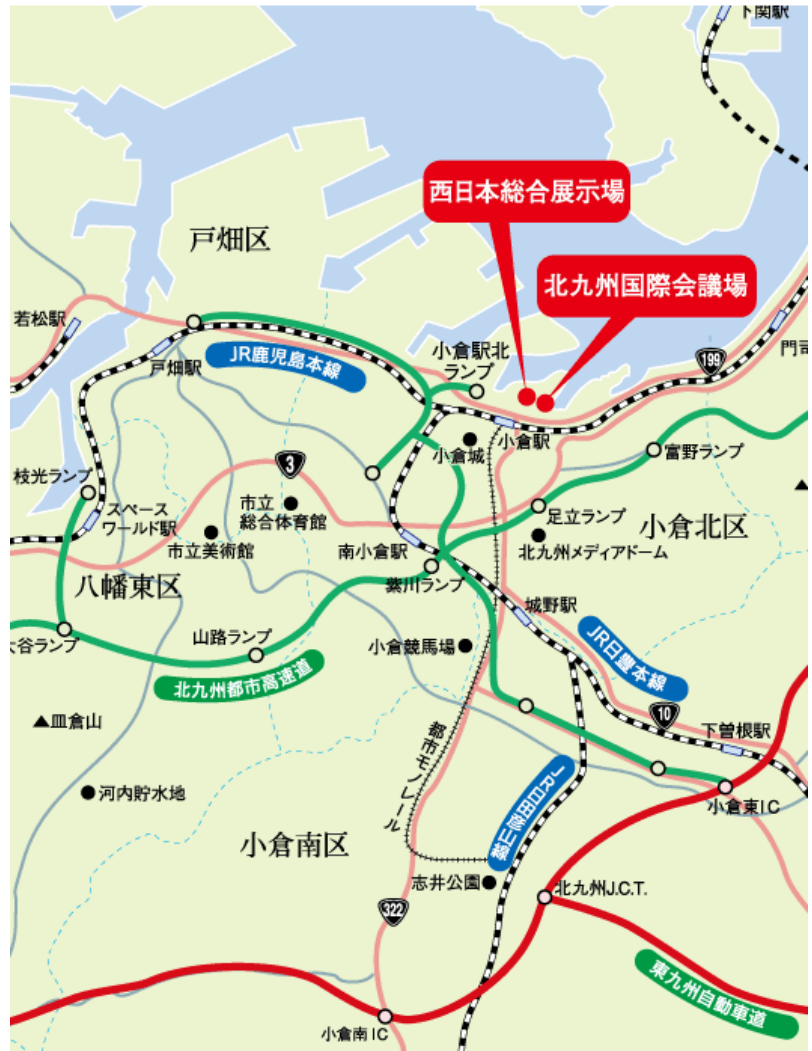 下関駅
西日本総合展示場
戸畑区
北九州国際会議場
若松駅
小倉駅北
ランプ
199
門司
戸畑駅
JR鹿児島本線
小倉駅
小倉城
富野ランプ
3
枝光ランプ
市立
総合体育館
スペース
ワールド駅
足立ランプ
小倉北区
市立美術館
南小倉駅
北九州メディアドーム
八幡東区
紫川ランプ
城野駅
大谷ランプ
山路ランプ
小倉競馬場
JR日豊本線
北九州都市高速道
10
皿倉山
下曽根駅
都市モノレール
河内貯水地
JR日田彦山線
小倉東IC
小倉南区
志井公園
北九州J.C.T.
322
東九州自動車道
小倉南IC